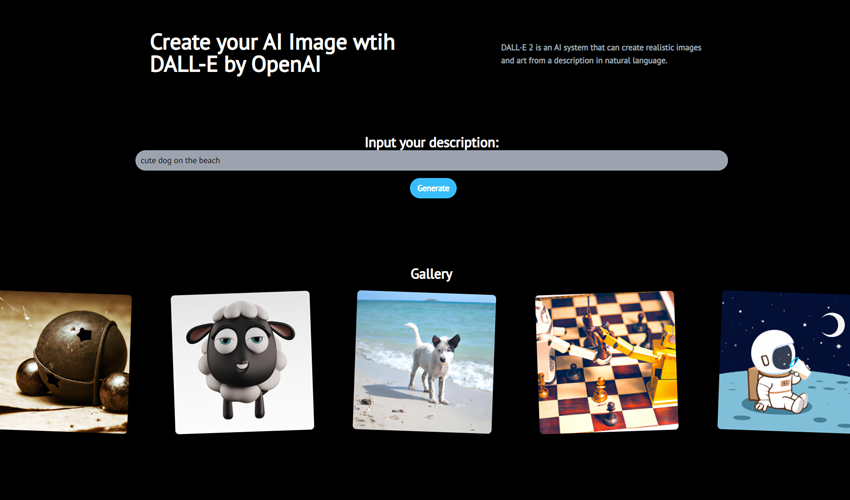 Create your AI Image wtih
DALL-E by OpenAI
DALL-E 2 is an AI system that can create realistic images
and art from a description in natural language.
Input your description:
cute dog on the beach
Generate
Gallery